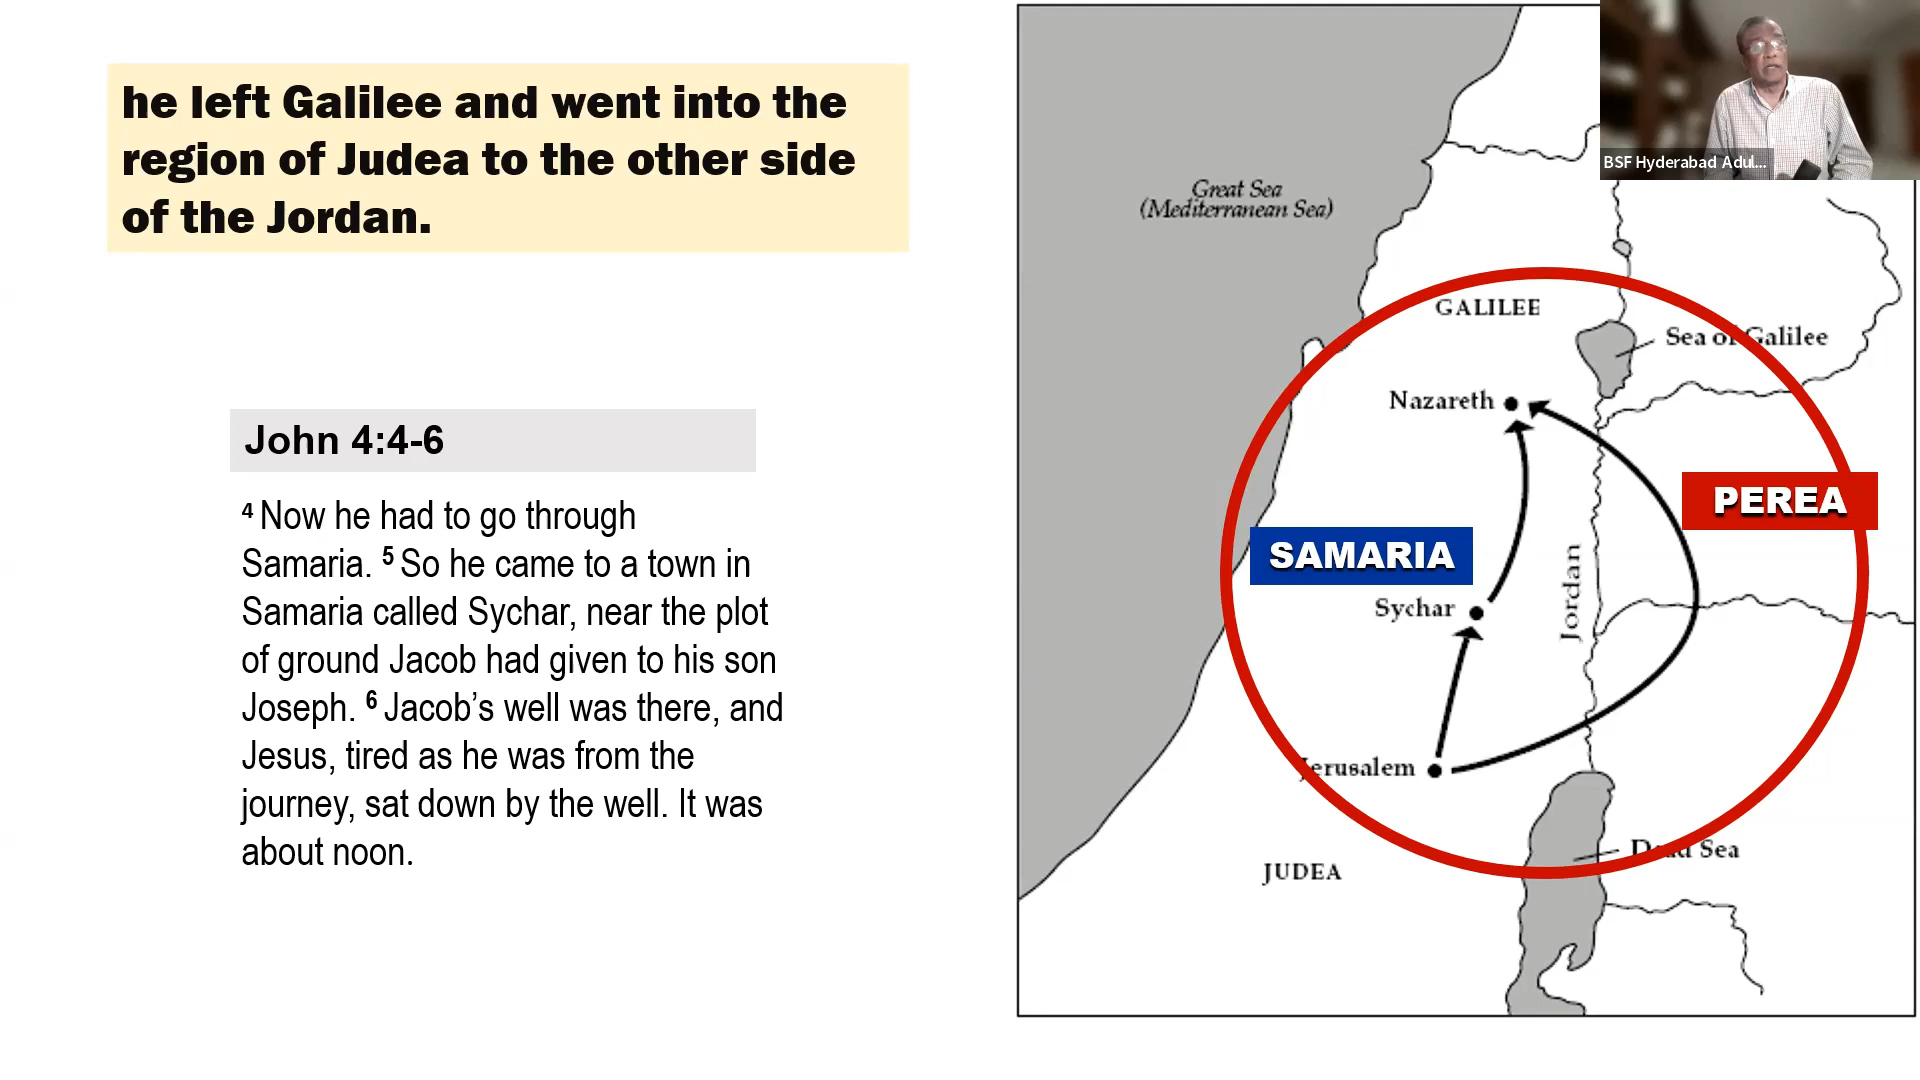 he left Galilee and went into the
region of Judea to the other side
of the Jordan.
John 4:4-6
4 Now he had to go through
Samaria. 5 So he came to a town in
Samaria called Sychar, near the plot
of ground Jacob had given to his son
Joseph. 6 Jacob’s well was there, and
Jesus, tired as he was from the
journey, sat down by the well. It was
about noon.
BSF Hyderabad Adul...
Great Sea
(Mediterranean Sea)
GALILEE
Sea of Galilee
Nazareth
PEREA
SAMARIA
Jordan
Sychar
Jerusalem
Dead Sea
JUDEA